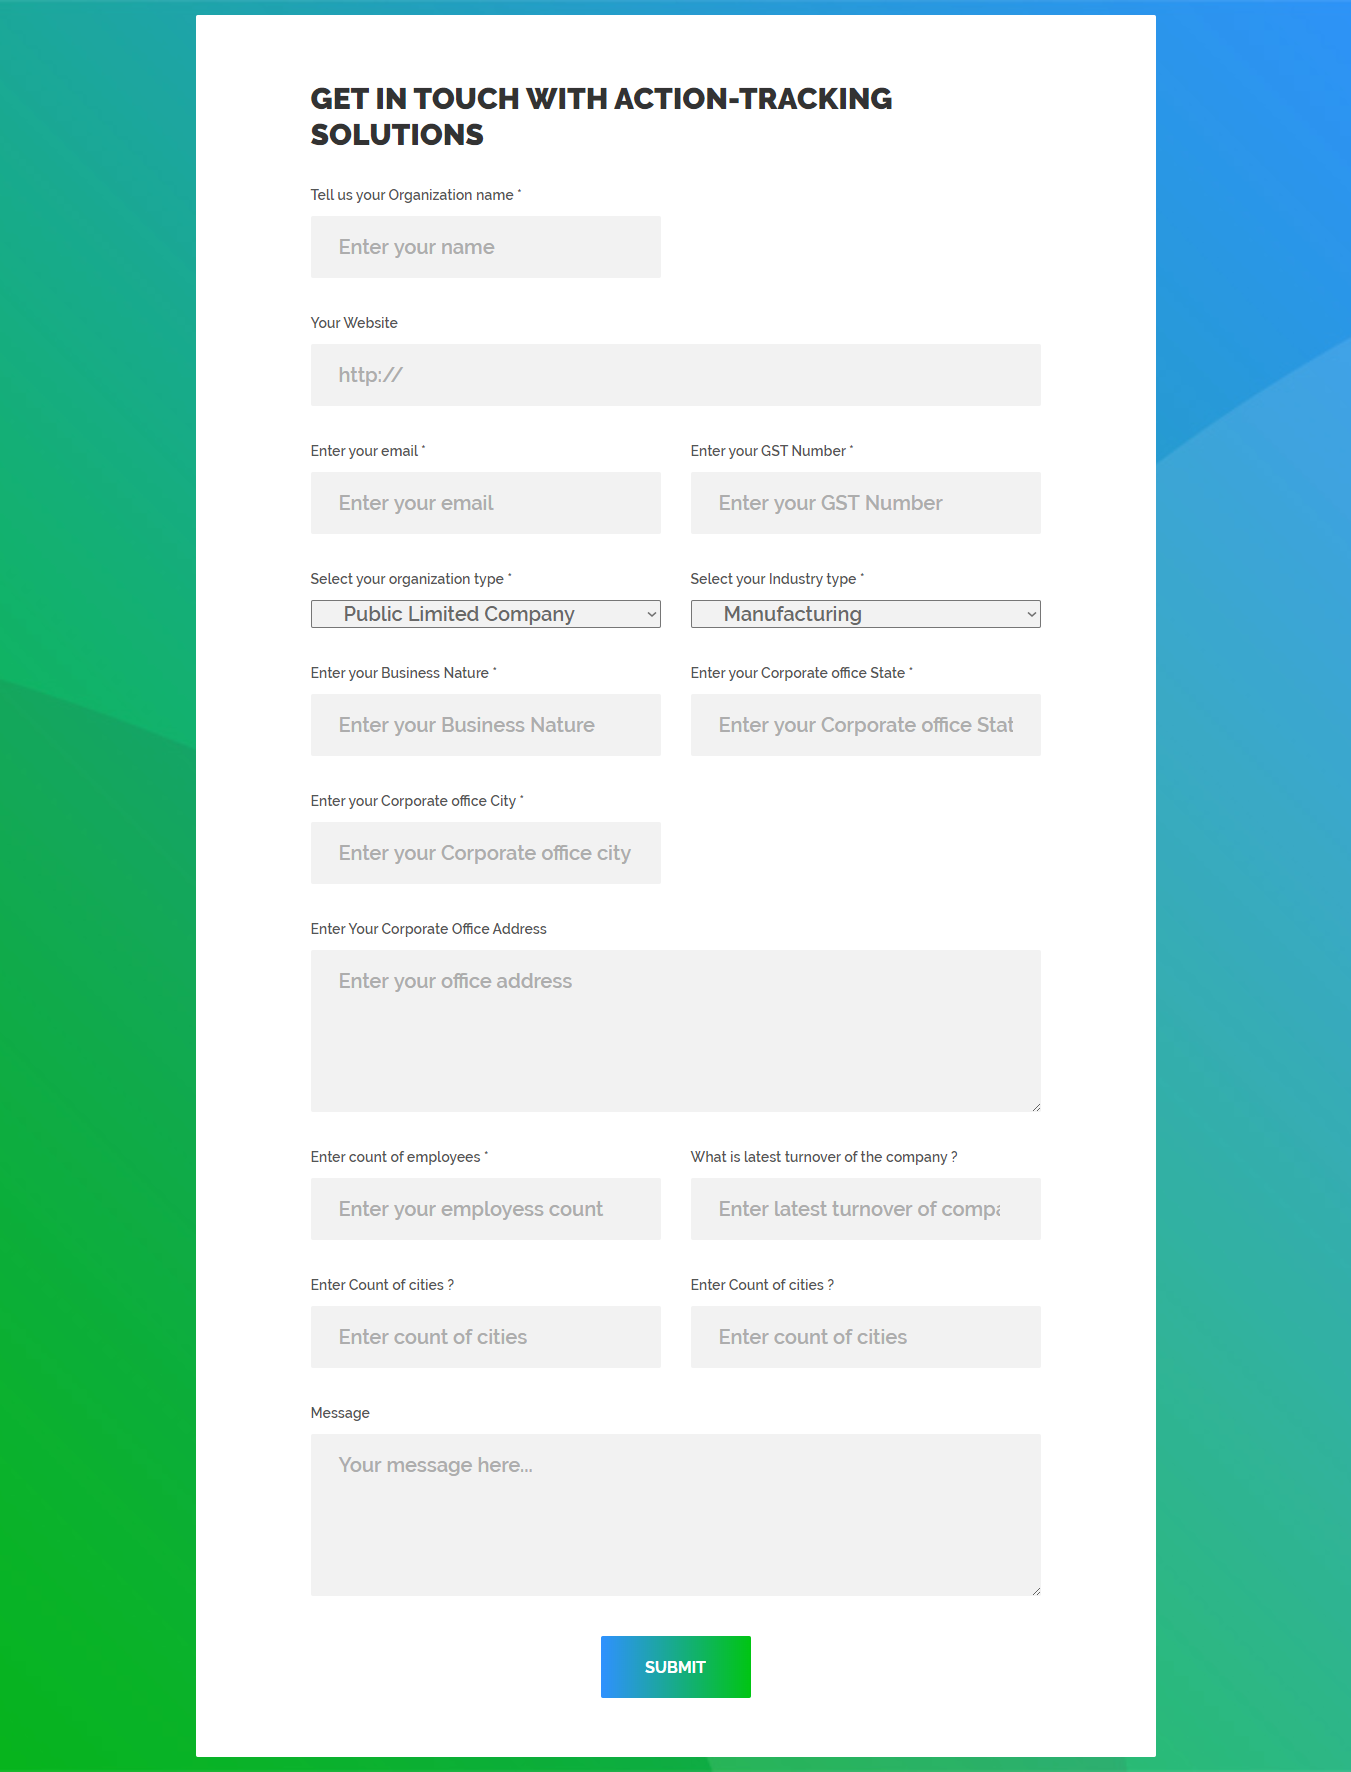 GET IN TOUCH WITH ACTION-TRACKING
SOLUTIONS
Tell us your Organization name *
Enter your name
Your Website
http://
Enter your email *
Enter your GST Number *
Enter your email
Enter your GST Number
Select your organization type *
Select your Industry type *
Public Limited Company
Manufacturing
Enter your Business Nature *
Enter your Corporate office State *
Enter your Business Nature
Enter your Corporate office Stat
Enter your Corporate office City *
Enter your Corporate office city
Enter Your Corporate Office Address
Enter your office address
Enter count of employees *
What is latest turnover of the company ?
Enter your employess count
Enter latest turnover of compa
Enter Count of cities ?
Enter Count of cities ?
Enter count of cities
Enter count of cities
Message
Your message here...
SUBMIT